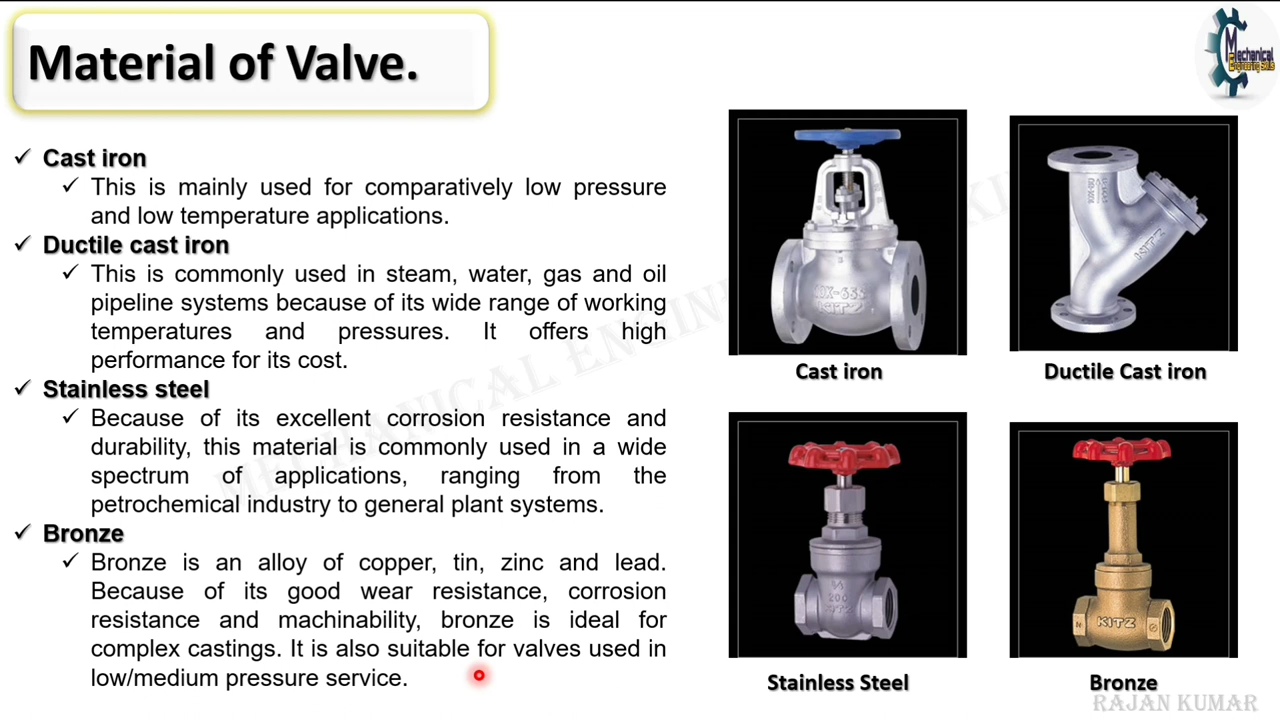 Material of Valve.
Mechanical
Engineering Skills
✓ Cast iron
✓ This is mainly used for comparatively low pressure
and low temperature applications.
✓ Ductile cast iron
✓ This is commonly used in steam, water, gas and oil
pipeline systems because of its wide range of working
temperatures and pressures. It offers high
performance for its cost.
✓ Stainless steel
✓ Because of its excellent corrosion resistance and
durability, this material is commonly used in a wide
spectrum of applications, ranging from the
petrochemical industry to general plant systems.
✓ Bronze
✓ Bronze is an alloy of copper, tin, zinc and lead.
Because of its good wear resistance, corrosion
resistance and machinability, bronze is ideal for
complex castings. It is also suitable for valves used in
low/medium pressure service.
KITZ
Cast iron
KITZ
Ductile Cast iron
200
KITZ
Stainless Steel
KITZ
Bronze
MECHANICAL
RAJAN KUMAR